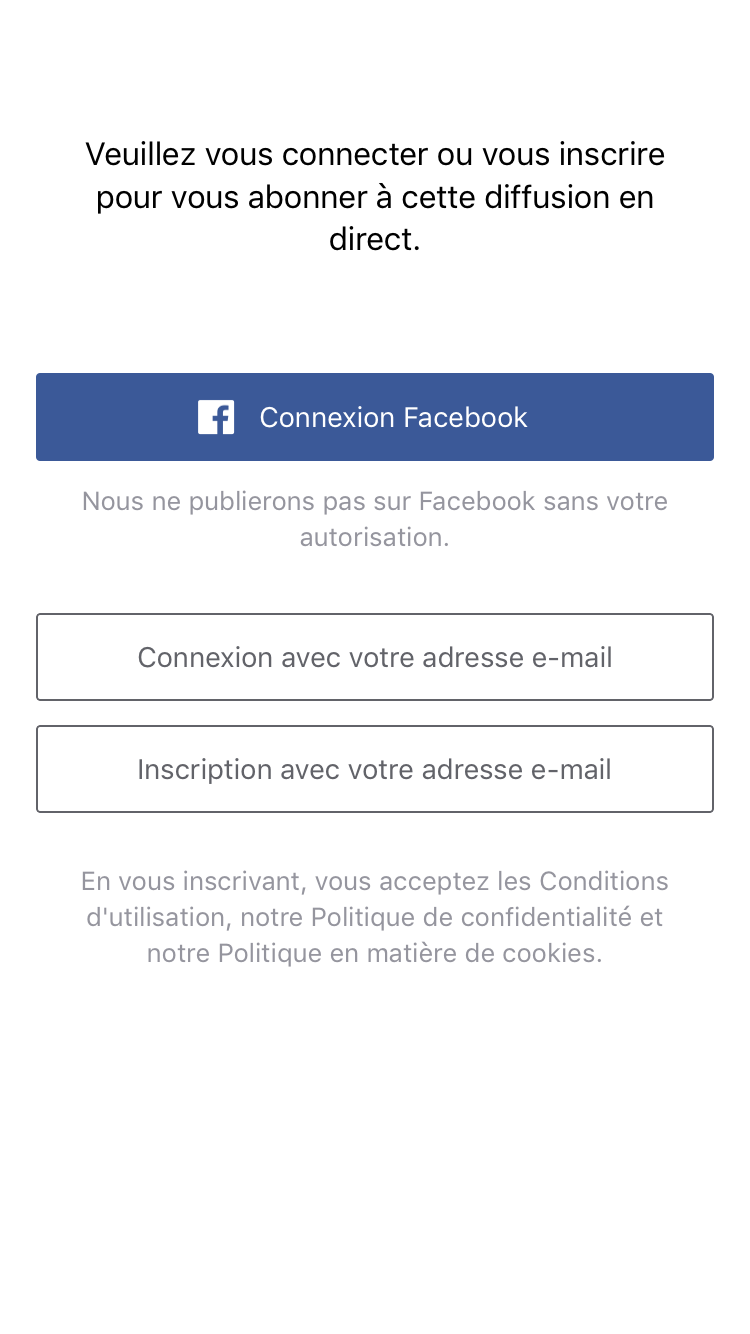 Veuillez vous connecter ou vous inscrire
pour vous abonner à cette diffusion en
direct.
Connexion Facebook
Nous ne publierons pas sur Facebook sans votre
autorisation.
Connexion avec votre adresse e-mail
Inscription avec votre adresse e-mail
En vous inscrivant, vous acceptez les Conditions
d'utilisation, notre Politique de confidentialité et
notre Politique en matière de cookies.